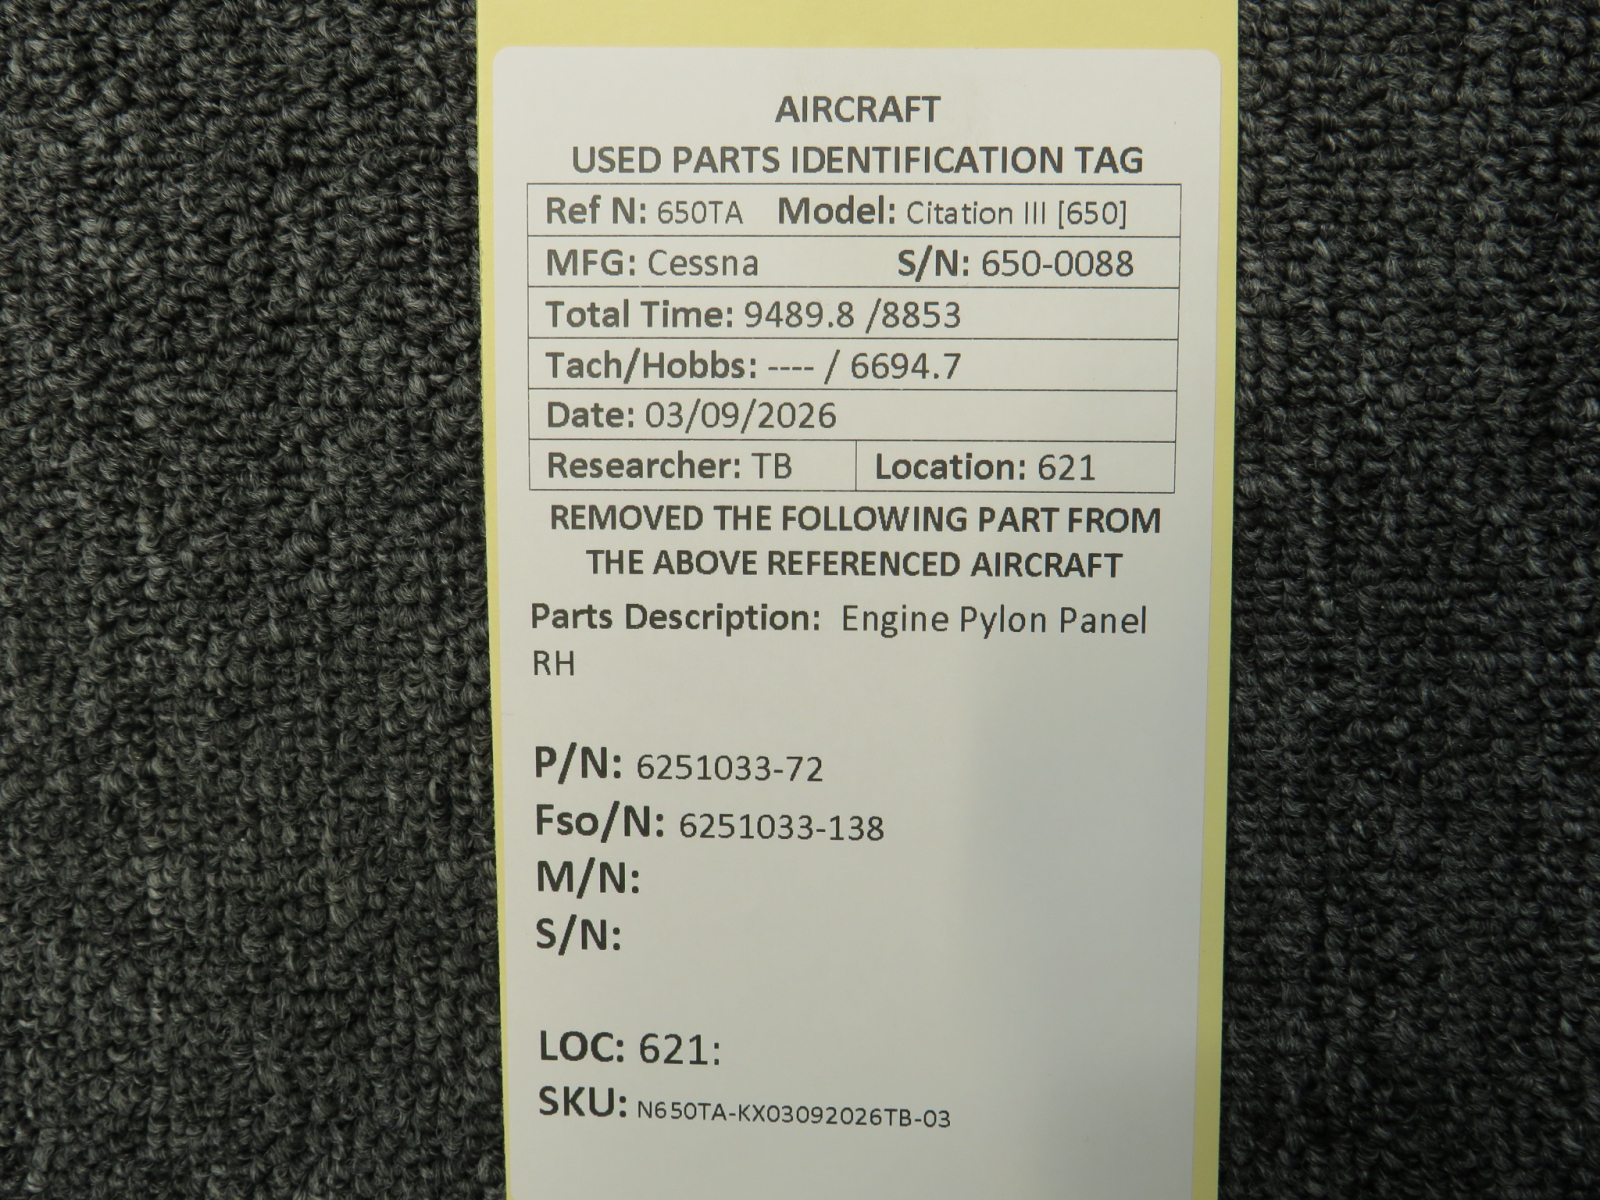 AIRCRAFT
USED PARTS IDENTIFICATION TAG
Ref N: 650TA Model: Citation III [650]
MFG: Cessna S/N: 650-0088
Total Time: 9489.8 /8853
Tach/Hobbs: ---- / 6694.7
Date: 03/09/2026
Researcher: TB Location: 621
REMOVED THE FOLLOWING PART FROM
THE ABOVE REFERENCED AIRCRAFT
Parts Description: Engine Pylon Panel
RH
P/N: 6251033-72
Fso/N: 6251033-138
M/N:
S/N:
LOC: 621:
SKU: N650TA-KX03092026TB-03